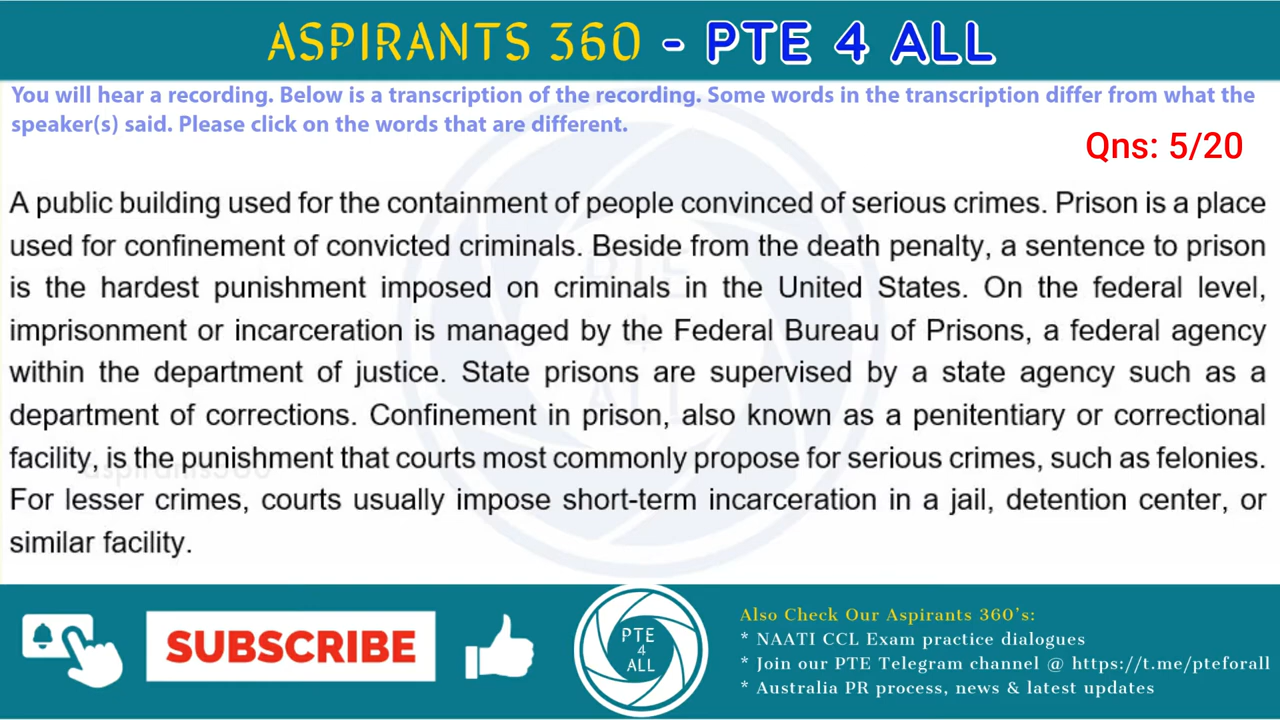 ASPIRANTS 360 - PTE 4 ALL
You will hear a recording. Below is a transcription of the recording. Some words in the transcription differ from what the
speaker(s) said. Please click on the words that are different.
Qns: 5/20
A public building used for the containment of people convinced of serious crimes. Prison is a place
used for confinement of convicted criminals. Beside from the death penalty, a sentence to prison
is the hardest punishment imposed on criminals in the United States. On the federal level,
imprisonment or incarceration is managed by the Federal Bureau of Prisons, a federal agency
within the department of justice. State prisons are supervised by a state agency such as a
department of corrections. Confinement in prison, also known as a penitentiary or correctional
facility, is the punishment that courts most commonly propose for serious crimes, such as felonies.
For lesser crimes, courts usually impose short-term incarceration in a jail, detention center, or
similar facility.
aspirants360
PTE
4
ALL
SUBSCRIBE
PTE
4
ALL
Also Check Our Aspirants 360's:
* NAATI CCL Exam practice dialogues
* Join our PTE Telegram channel @ https://t.me/pteforall
* Australia PR process, news & latest updates